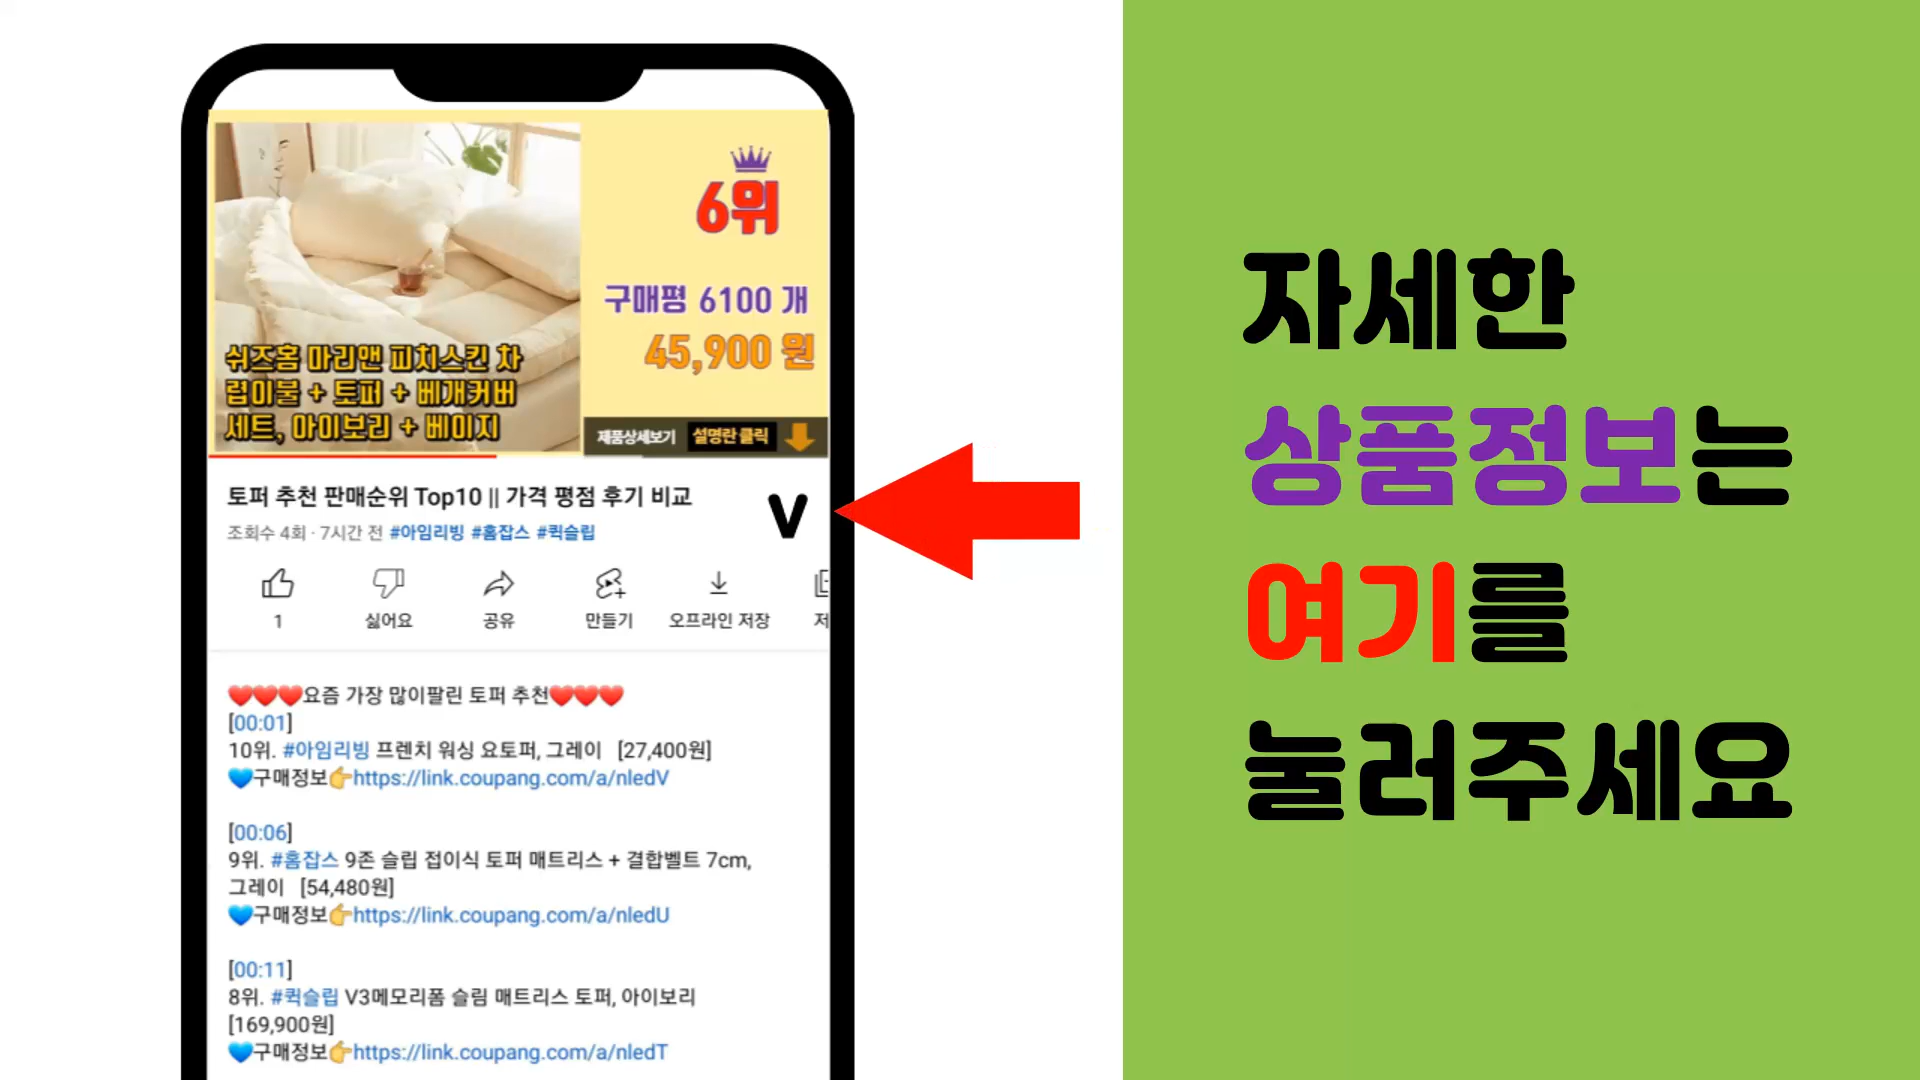 6위
구매평 6100 개
45,900 원
쉬즈홈 마리앤 피치스킨 차
렵이불 + 토퍼 + 베개커버
세트, 아이보리 + 베이지
제품상세보기 설명란 클릭
토퍼 추천 판매순위 Top10 || 가격 평점 후기 비교
V
조회수 4회 · 7시간 전 #아임리빙 #홈잡스 #퀵슬립
1 싫어요 공유 만들기 오프라인 저장 저
❤️❤️❤️요즘 가장 많이팔린 토퍼 추천❤️❤️❤️
[00:01]
10위. #아임리빙 프렌치 워싱 요토퍼, 그레이 [27,400원]
💙구매정보👉https://link.coupang.com/a/nledV
[00:06]
9위. #홈잡스 9존 슬립 접이식 토퍼 매트리스 + 결합벨트 7cm,
그레이 [54,480원]
💙구매정보👉https://link.coupang.com/a/nledU
[00:11]
8위. #퀵슬립 V3메모리폼 슬림 매트리스 토퍼, 아이보리
[169,900원]
💙구매정보👉https://link.coupang.com/a/nledT
자세한
상품정보는
여기를
눌러주세요